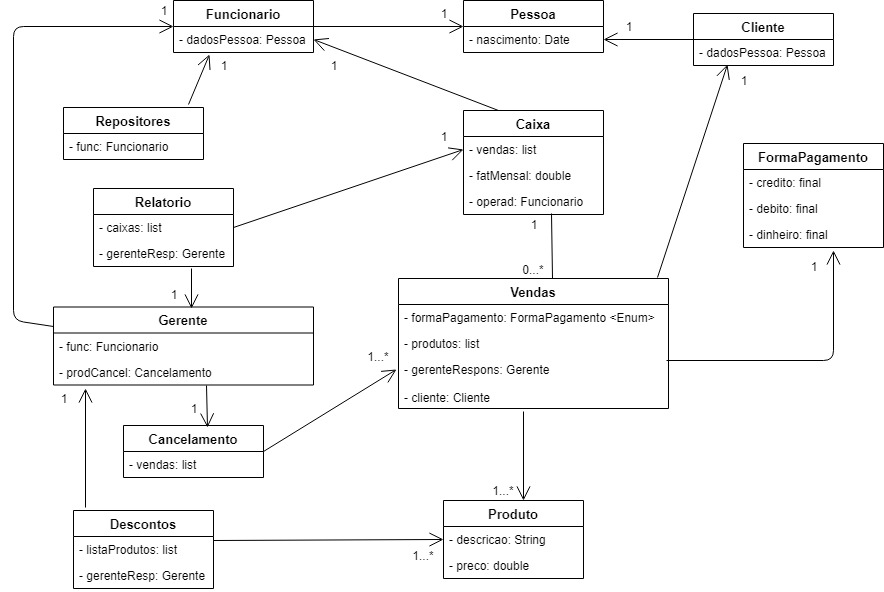 Funcionario
- dadosPessoa: Pessoa
1
1
Pessoa
- nascimento: Date
1
Cliente
- dadosPessoa: Pessoa
1
1
1
Repositores
- func: Funcionario
Caixa
- vendas: list
- fatMensal: double
- operad: Funcionario
1
1
0...*
FormaPagamento
- credito: final
- debito: final
- dinheiro: final
1
Relatorio
- caixas: list
- gerenteResp: Gerente
1
Vendas
- formaPagamento: FormaPagamento <Enum>
- produtos: list
- gerenteRespons: Gerente
- cliente: Cliente
Gerente
- func: Funcionario
- prodCancel: Cancelamento
1...*
1
1
Cancelamento
- vendas: list
1...*
Descontos
- listaProdutos: list
- gerenteResp: Gerente
1...*
Produto
- descricao: String
- preco: double